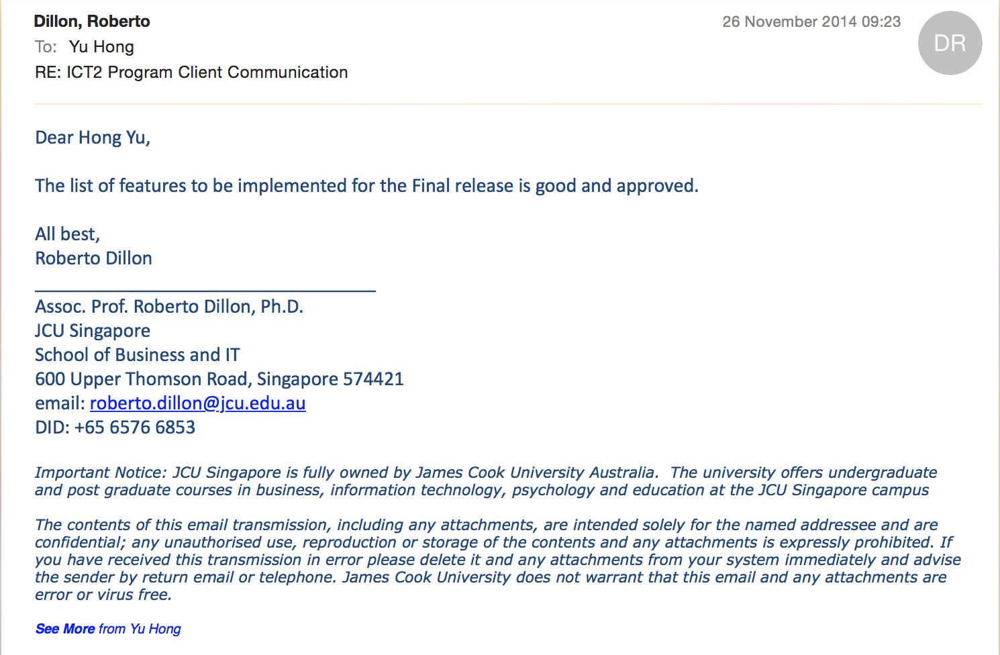 Dillon, Roberto
26 November 2014 09:23
DR
To: Yu Hong
RE: ICT2 Program Client Communication
Dear Hong Yu,
The list of features to be implemented for the Final release is good and approved.
All best,
Roberto Dillon
Assoc. Prof. Roberto Dillon, Ph.D.
JCU Singapore
School of Business and IT
600 Upper Thomson Road, Singapore 574421
email: roberto.dillon@jcu.edu.au
DID: +65 6576 6853
Important Notice: JCU Singapore is fully owned by James Cook University Australia.  The university offers undergraduate
and post graduate courses in business, information technology, psychology and education at the JCU Singapore campus
The contents of this email transmission, including any attachments, are intended solely for the named addressee and are
confidential; any unauthorised use, reproduction or storage of the contents and any attachments is expressly prohibited. If
you have received this transmission in error please delete it and any attachments from your system immediately and advise
the sender by return email or telephone. James Cook University does not warrant that this email and any attachments are
error or virus free.
See More from Yu Hong